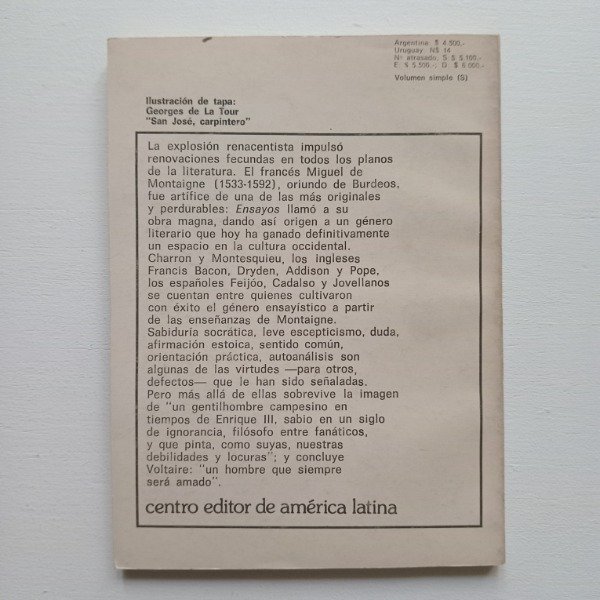 Argentina: $ 4.500.-
Uruguay: N$ 14
Nº atrasado: S $ 5.100.-
E $ 5.500.-; D $ 6.000.-
Volumen simple (S)
Ilustración de tapa:
Georges de La Tour
"San José, carpintero"
La explosión renacentista impulsó
renovaciones fecundas en todos los planos
de la literatura. El francés Miguel de
Montaigne (1533-1592), oriundo de Burdeos,
fue artífice de una de las más originales
y perdurables: Ensayos llamó a su
obra magna, dando así origen a un género
literario que hoy ha ganado definitivamente
un espacio en la cultura occidental.
Charron y Montesquieu, los ingleses
Francis Bacon, Dryden, Addison y Pope,
los españoles Feijóo, Cadalso y Jovellanos
se cuentan entre quienes cultivaron
con éxito el género ensayístico a partir
de las enseñanzas de Montaigne.
Sabiduría socrática, leve escepticismo, duda,
afirmación estoica, sentido común,
orientación práctica, autoanálisis son
algunas de las virtudes —para otros,
defectos— que le han sido señaladas.
Pero más allá de ellas sobrevive la imagen
de "un gentilhombre campesino en
tiempos de Enrique III, sabio en un siglo
de ignorancia, filósofo entre fanáticos,
y que pinta, como suyas, nuestras
debilidades y locuras"; y concluye
Voltaire: "un hombre que siempre
será amado".
centro editor de américa latina